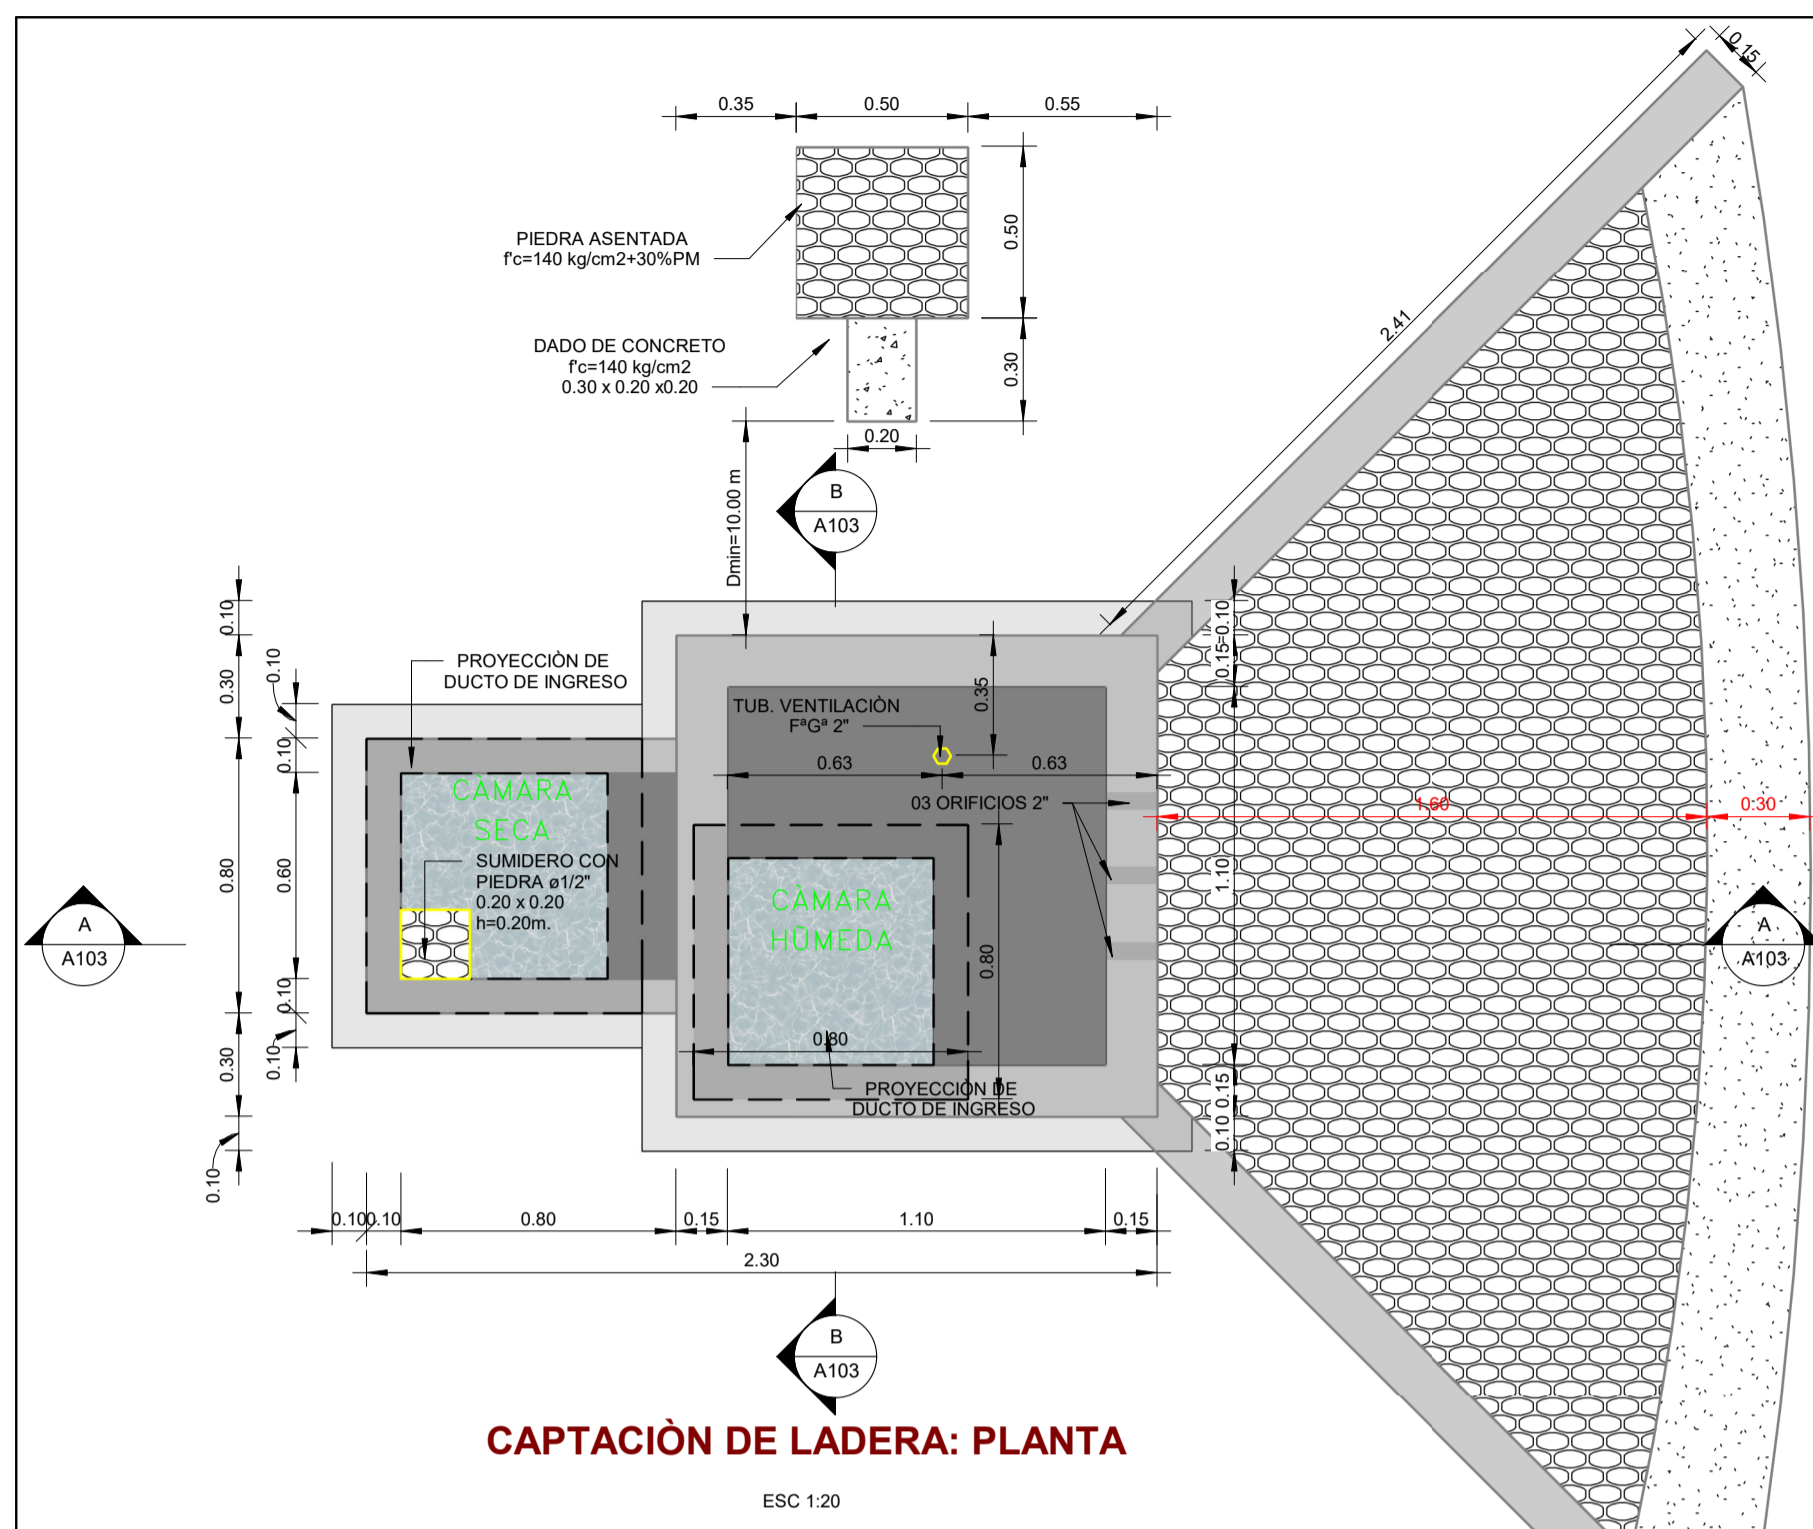 0.15
0.35
0.50
0.55
PIEDRA ASENTADA
f'c=140 kg/cm2+30%PM
0.50
2.41
DADO DE CONCRETO
f'c=140 kg/cm2
0.30 x 0.20 x0.20
0.30
0.20
Dmin=10.00 m
B
A103
0.10
0.30
0.10
PROYECCIÒN DE
DUCTO DE INGRESO
0.10
0.15
0.35
TUB. VENTILACIÒN
FªGª 2"
0.63
0.63
0.10
03 ORIFICIOS 2"
1.60
0.30
CÀMARA
SECA
SUMIDERO CON
PIEDRA ø1/2"
0.20 x 0.20
h=0.20m.
0.80
0.60
1.10
CÀMARA
HÙMEDA
0.80
A
A103
A
A103
0.10
0.30
0.10
0.80
PROYECCIÒN DE
DUCTO DE INGRESO
0.15
0.10
0.10
0.10
0.10
0.80
0.15
1.10
0.15
2.30
B
A103
CAPTACIÒN DE LADERA: PLANTA
ESC 1:20